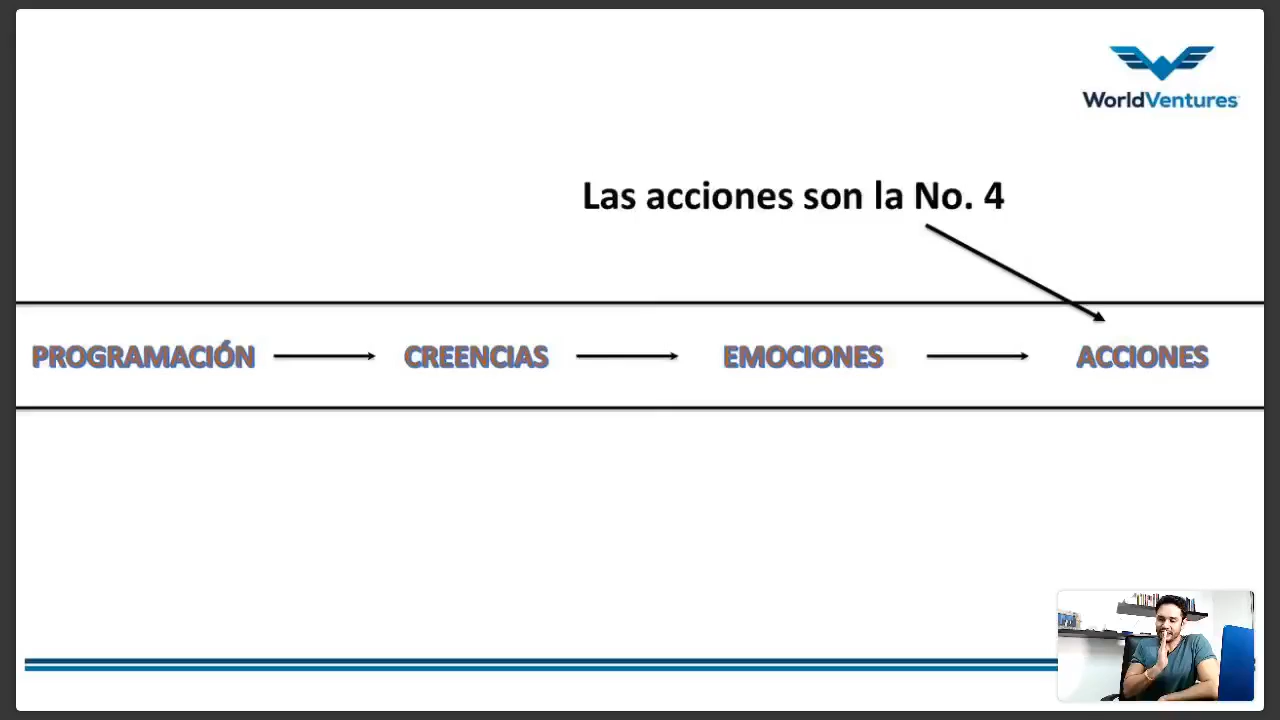 WorldVentures
Las acciones son la No. 4
PROGRAMACIÓN CREENCIAS EMOCIONES ACCIONES